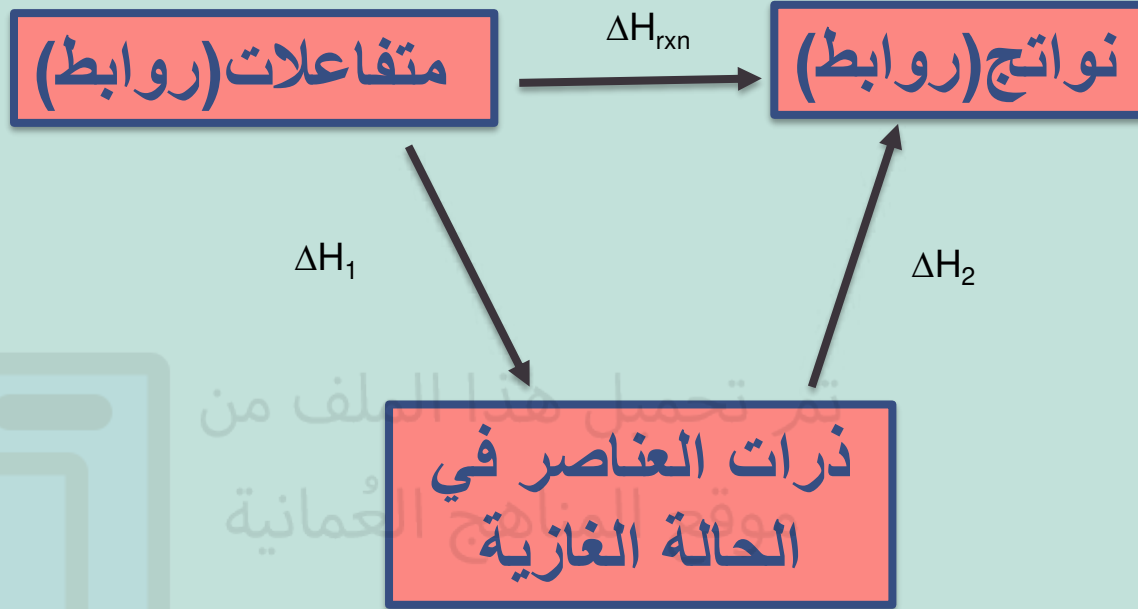 متفاعلات(روابط)
ΔHrxn
نواتج(روابط)
ΔH1
ΔH2
تم تحميل هذا الملف من
موقع المناهج العُمانية
ذرات العناصر في
الحالة الغازية